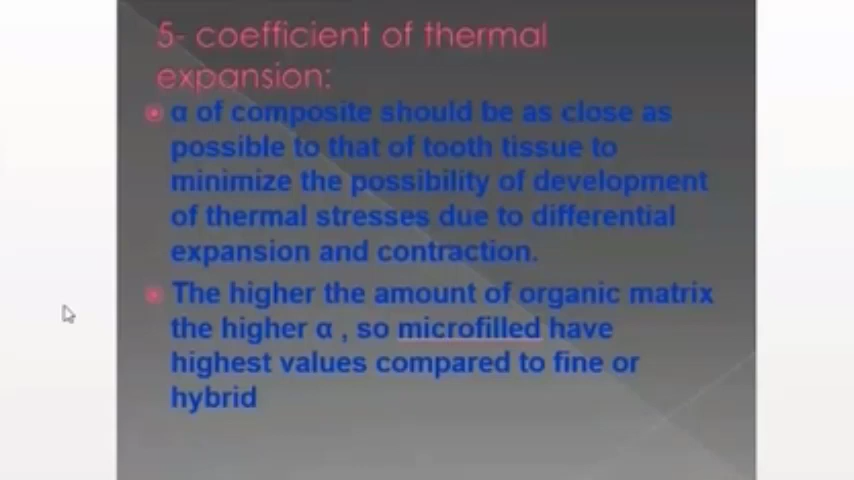 5- coefficient of thermal
expansion:
α of composite should be as close as
possible to that of tooth tissue to
minimize the possibility of development
of thermal stresses due to differential
expansion and contraction.
The higher the amount of organic matrix
the higher α , so microfilled have
highest values compared to fine or
hybrid